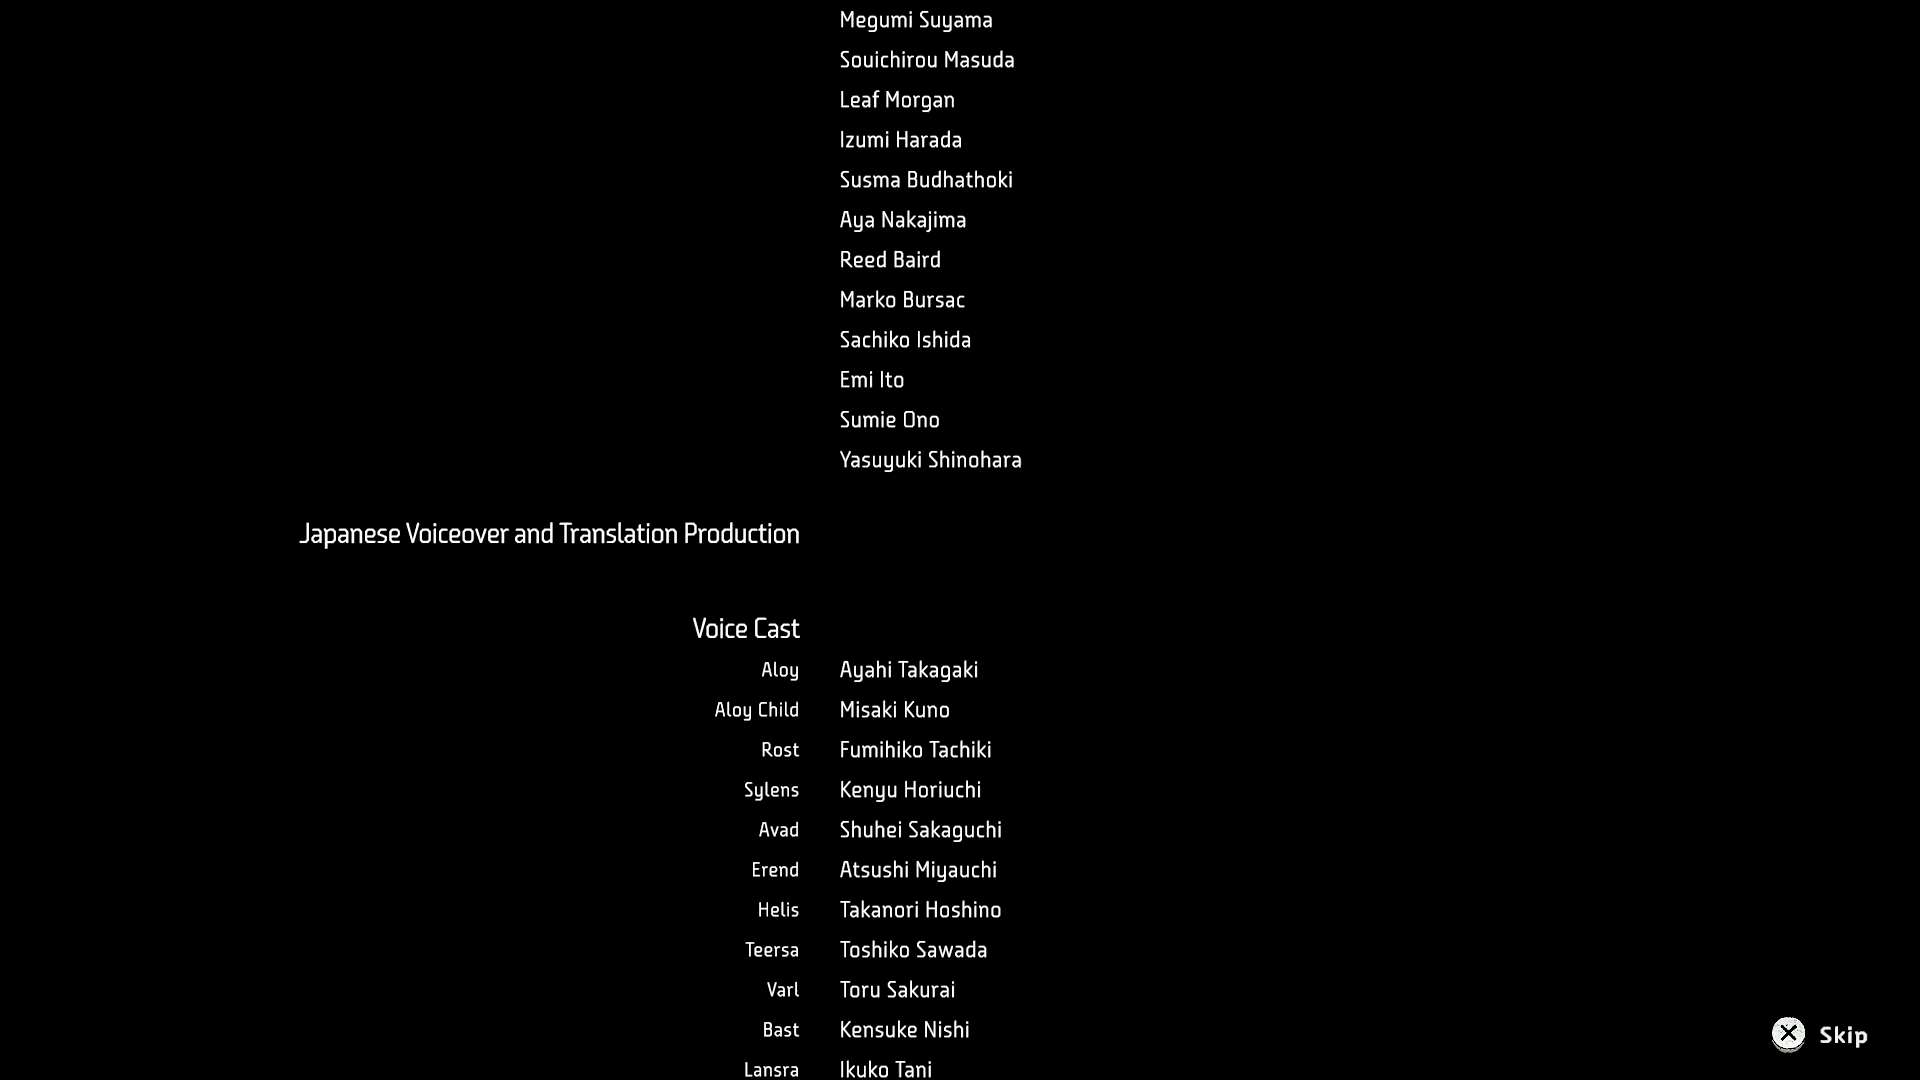 Megumi Suyama
Souichirou Masuda
Leaf Morgan
Izumi Harada
Susma Budhathoki
Aya Nakajima
Reed Baird
Marko Bursac
Sachiko Ishida
Emi Ito
Sumie Ono
Yasuyuki Shinohara
Japanese Voiceover and Translation Production
Voice Cast
Aloy Ayahi Takagaki
Aloy Child Misaki Kuno
Rost Fumihiko Tachiki
Sylens Kenyu Horiuchi
Avad Shuhei Sakaguchi
Erend Atsushi Miyauchi
Helis Takanori Hoshino
Teersa Toshiko Sawada
Varl Toru Sakurai
Bast Kensuke Nishi
Lansra Ikuko Tani
Skip